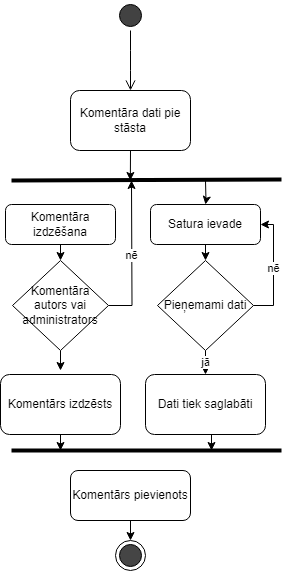 Komentāra dati pie
stāsta
Komentāra
izdzēšana
Satura ievade
nē
Komentāra
autors vai
administrators
Pieņemami dati
nē
jā
Komentārs izdzēsts
Dati tiek saglabāti
Komentārs pievienots